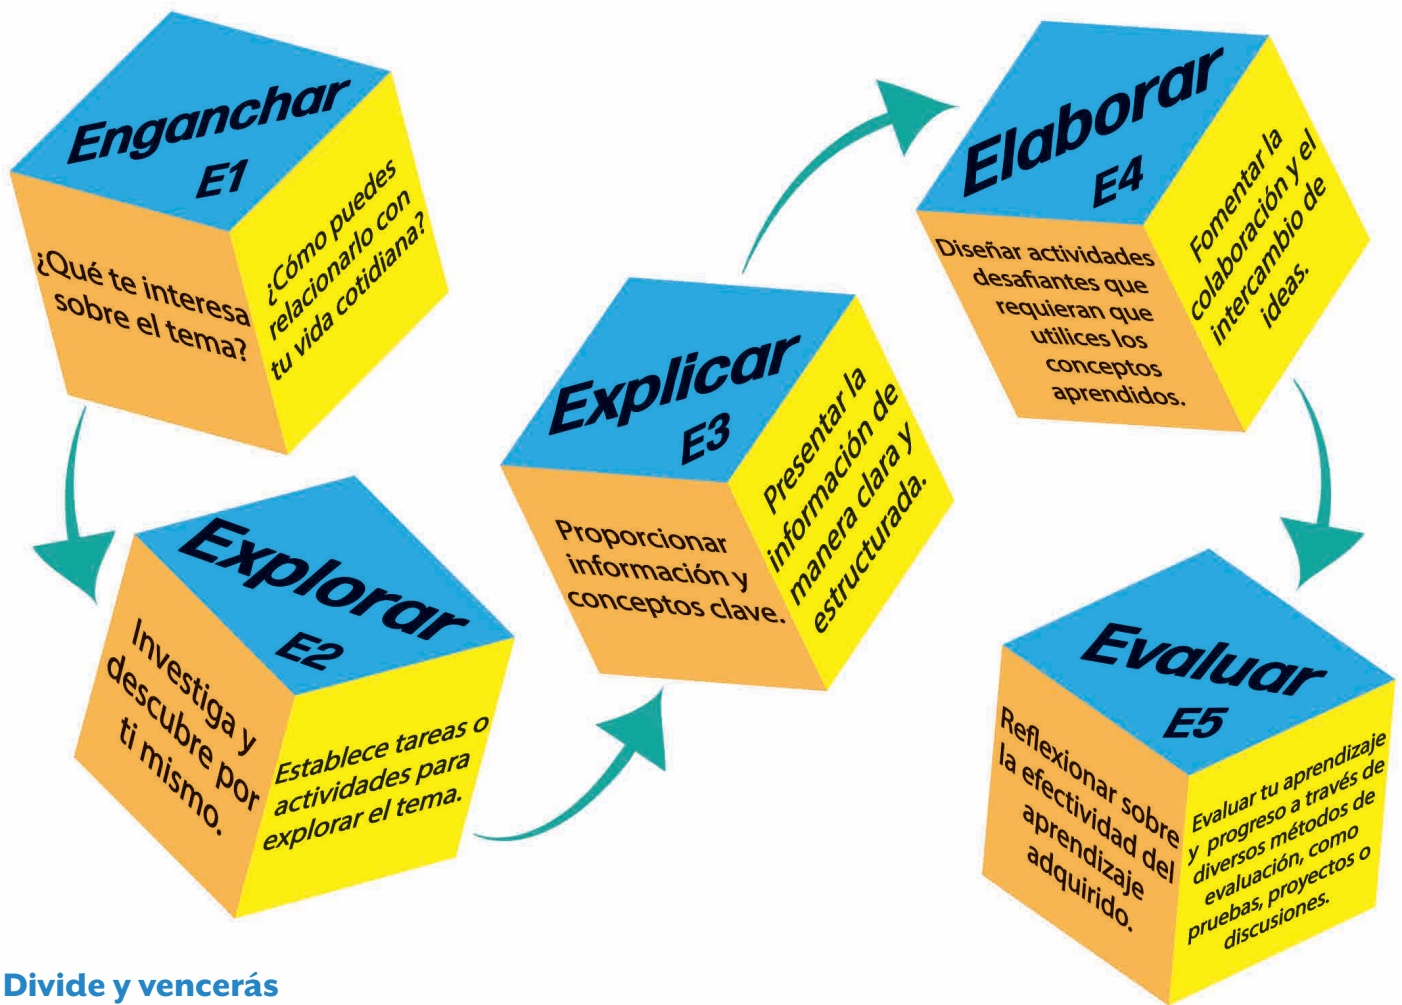 Enganchar
E1
¿Qué te interesa
sobre el tema?
¿Cómo puedes
relacionarlo con
tu vida cotidiana?
Explorar
E2
Investiga y
descubre por
ti mismo.
Establece tareas o
actividades para
explorar el tema.
Explicar
E3
Proporcionar
información y
conceptos clave.
Presentar la
información de
manera clara y
estructurada.
Elaborar
E4
Diseñar actividades
desafiantes que
requieran que
utilices los
conceptos
aprendidos.
Fomentar la
colaboración y el
intercambio de
ideas.
Evaluar
E5
Reflexionar sobre
la efectividad del
aprendizaje
adquirido.
Evaluar tu aprendizaje
y progreso a través de
diversos métodos de
evaluación, como
pruebas, proyectos o
discusiones.
Divide y vencerás